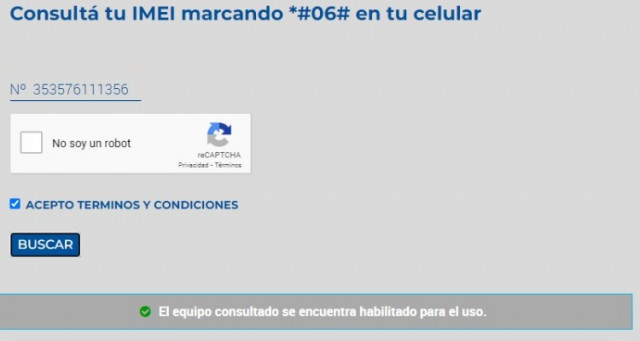 Consultá tu IMEI marcando *#06# en tu celular
Nº 353576111356
No soy un robot
reCAPTCHA
Privacidad - Términos
ACEPTO TERMINOS Y CONDICIONES
BUSCAR
El equipo consultado se encuentra habilitado para el uso.